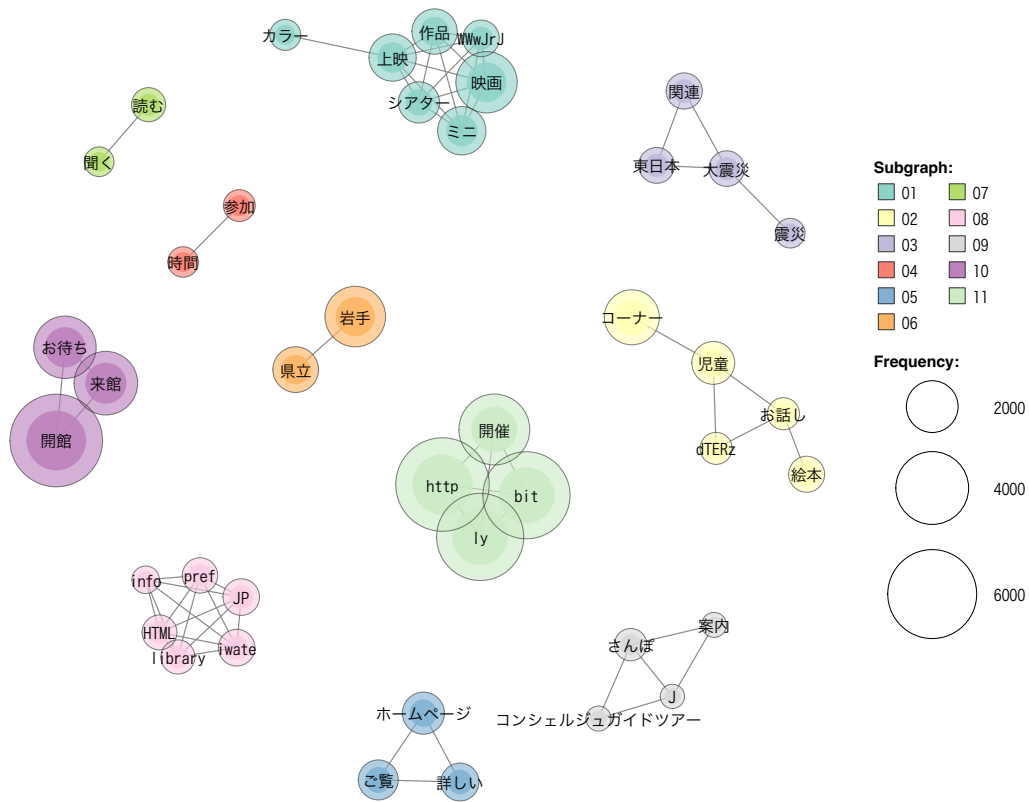 カラー
作品
WWwJrJ
上映
映画
シアター
ミニ
読む
聞く
関連
東日本
大震災
震災
参加
時間
お待ち
来館
開館
岩手
県立
コーナー
児童
お話し
dTERz
絵本
開催
http
bit
ly
info
pref
JP
HTML
library
iwate
さんぽ
案内
J
コンシェルジュガイドツアー
ホームページ
ご覧
詳しい
Subgraph:
01
02
03
04
05
06
07
08
09
10
11
Frequency:
2000
4000
6000